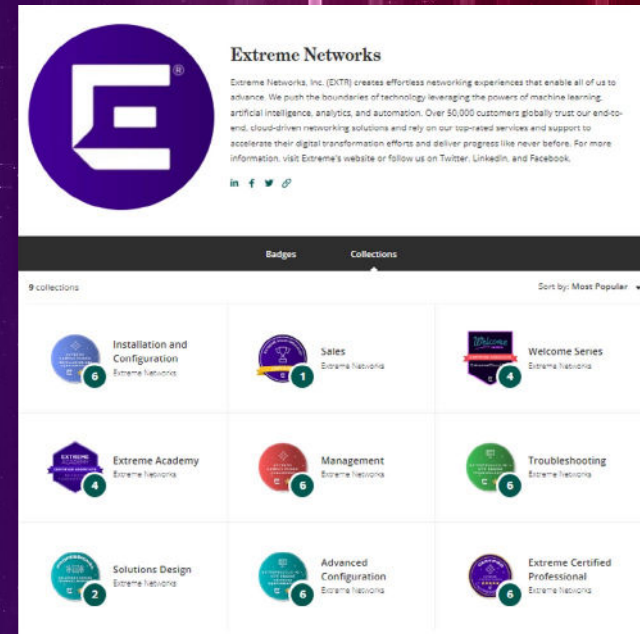 ®
Extreme Networks
Extreme Networks, Inc. (EXTR) creates effortless networking experiences that enable all of us to
advance. We push the boundaries of technology leveraging the powers of machine learning,
artificial intelligence, analytics, and automation. Over 50,000 customers globally trust our end-to-
end, cloud-driven networking solutions and rely on our top-rated services and support to
accelerate their digital transformation efforts and deliver progress like never before. For more
information, visit Extreme's website or follow us on Twitter, LinkedIn, and Facebook.
Badges Collections
9 collections Sort by: Most Popular
Installation and
Configuration
Extreme Networks
6
Sales
Extreme Networks
1
Welcome
Welcome Series
Extreme Networks
4
EXTREME
ACADEMY
Extreme Academy
Extreme Networks
4
Management
Extreme Networks
6
Troubleshooting
Extreme Networks
6
Solutions Design
Extreme Networks
2
Advanced
Configuration
Extreme Networks
6
Extreme Certified
Professional
Extreme Networks
6